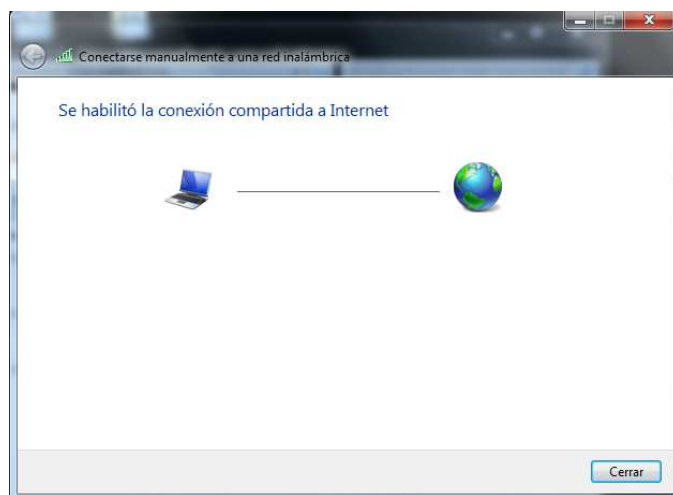 Conectarse manualmente a una red inalámbrica
Se habilitó la conexión compartida a Internet
Cerrar